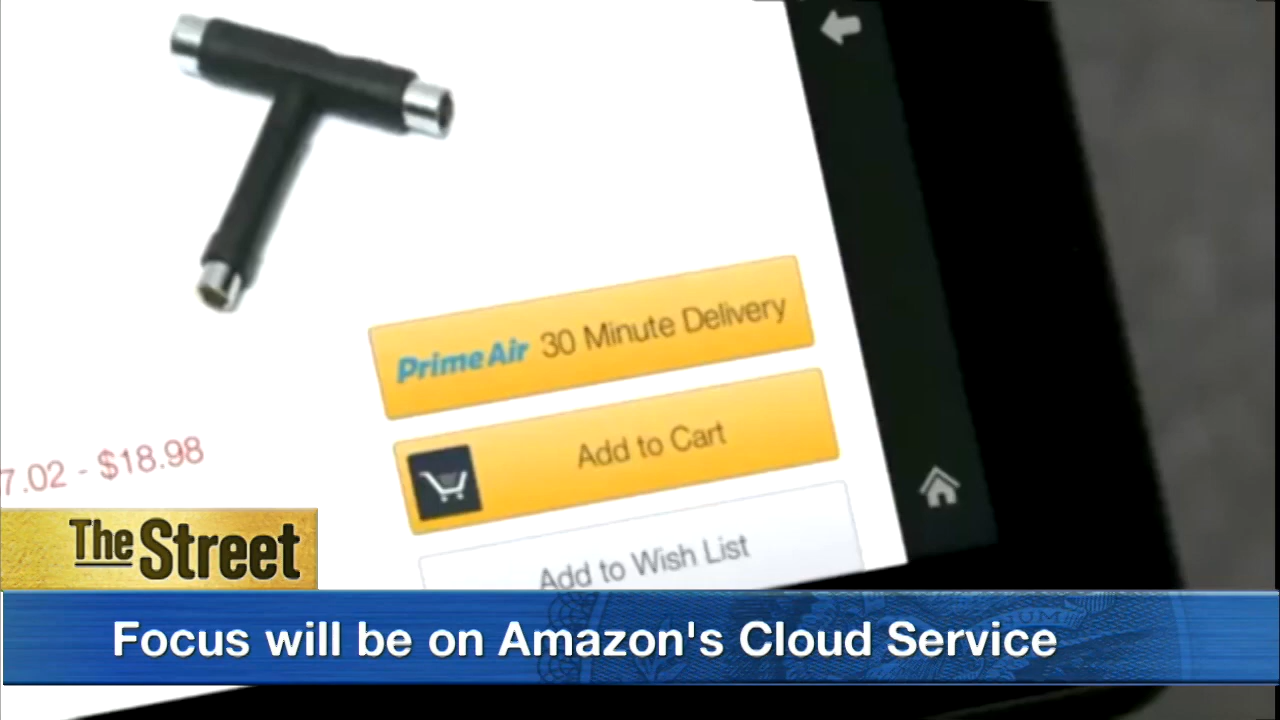 Prime Air 30 Minute Delivery
Add to Cart
7.02 - $18.98
Add to Wish List
The Street
Focus will be on Amazon's Cloud Service